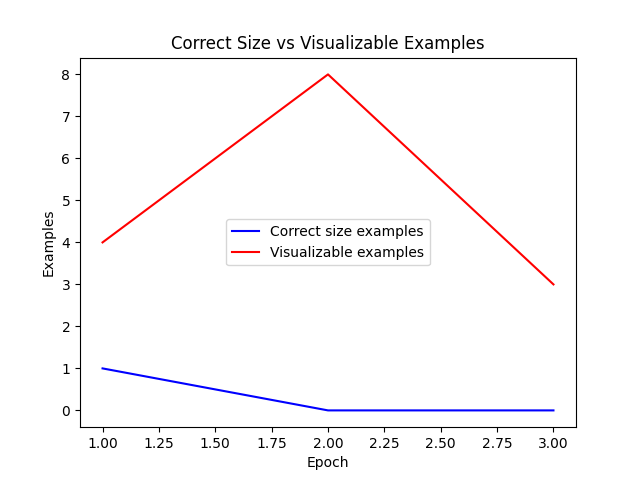 Correct Size vs Visualizable Examples
8
7
6
5
4
3
2
1
0
Examples
Correct size examples
Visualizable examples
1.00 1.25 1.50 1.75 2.00 2.25 2.50 2.75 3.00
Epoch